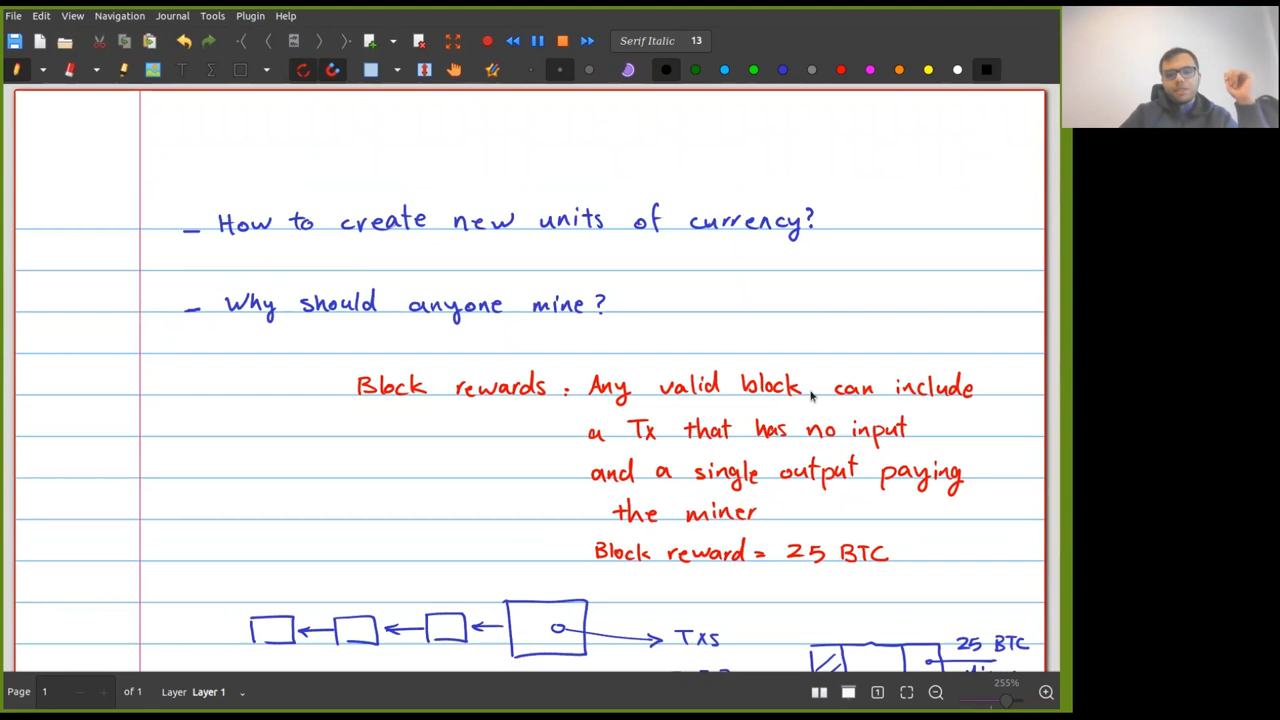 File Edit View Navigation Journal Tools Plugin Help
Serif Italic 13
- How to create new units of currency?
- Why should anyone mine?
Block rewards : Any valid block can include
a Tx that has no input
and a single output paying
the miner
Block reward = 25 BTC
TXS
25 BTC
Page 1 of 1 Layer Layer 1
255%